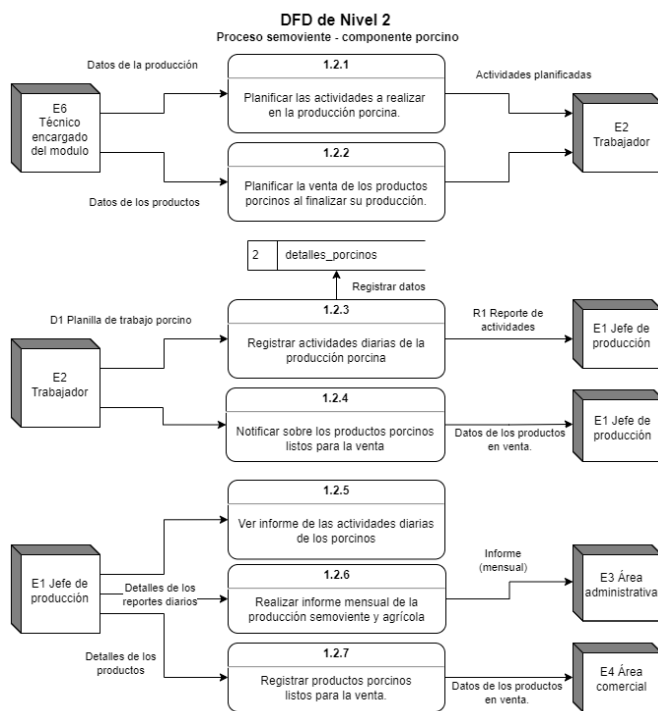 DFD de Nivel 2
Proceso semoviente - componente porcino
Datos de la producción
1.2.1
Planificar las actividades a realizar
en la producción porcina.
Actividades planificadas
E6
Técnico
encargado
del modulo
E2
Trabajador
1.2.2
Planificar la venta de los productos
porcinos al finalizar su producción.
Datos de los productos
2
detalles_porcinos
Registrar datos
D1 Planilla de trabajo porcino
1.2.3
Registrar actividades diarias de la
producción porcina
R1 Reporte de
actividades
E1 Jefe de
producción
E2
Trabajador
1.2.4
Notificar sobre los productos porcinos
listos para la venta
Datos de los productos
en venta.
E1 Jefe de
producción
1.2.5
Ver informe de las actividades diarias
de los porcinos
E1 Jefe de
producción
Detalles de los
reportes diarios
1.2.6
Realizar informe mensual de la
producción semoviente y agrícola
Informe
(mensual)
E3 Área
administrativa
Detalles de los
productos
1.2.7
Registrar productos porcinos
listos para la venta.
Datos de los productos
en venta.
E4 Área
comercial